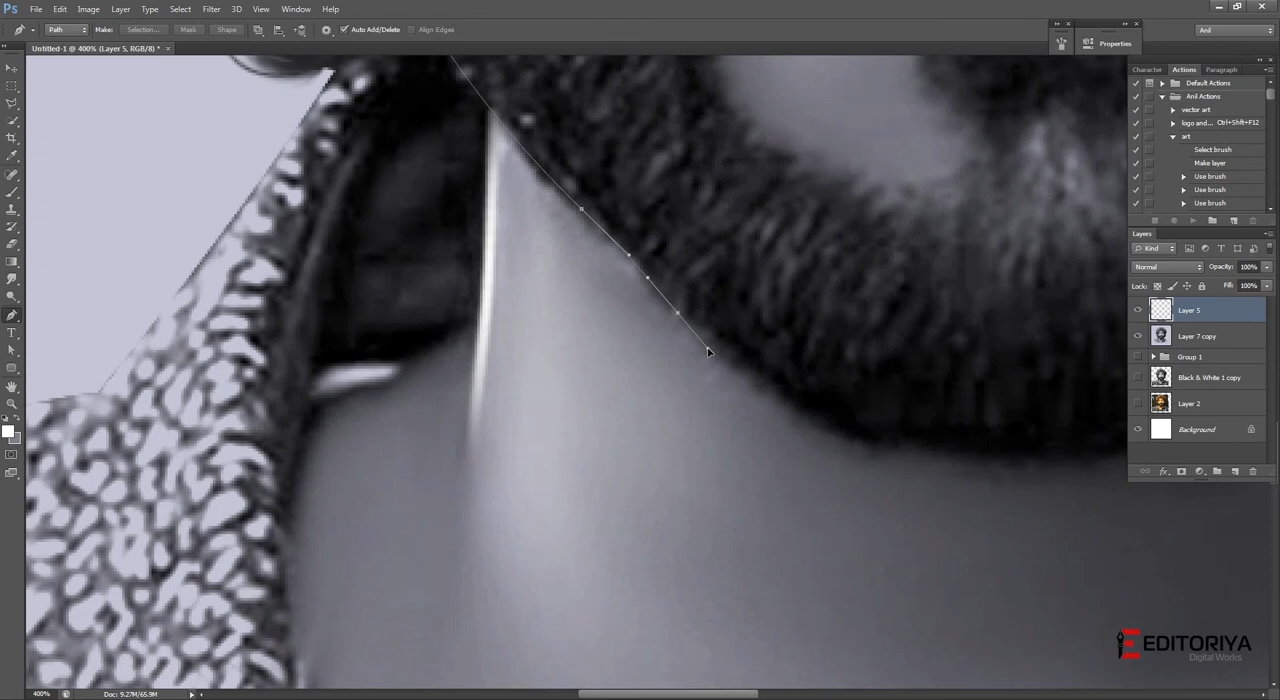 Ps File Edit Image Layer Type Select Filter 3D View Window Help
Path Make: Selection... Mask Shape Auto Add/Delete Align Edges Anil
Untitled-1 @ 400% (Layer 5, RGB/8) *
Properties
Character Actions Paragraph
Default Actions
Anil Actions
vector art
logo and... Ctrl+Shft+F12
art
Select brush
Make layer
Use brush
Use brush
Use brush
Layers
Kind
Normal Opacity: 100%
Lock: Fill: 100%
Layer 5
Layer 7 copy
Group 1
Black & White 1 copy
Layer 2
Background
EDITORIYA
Digital Works
400% Doc: 9.27M/65.9M